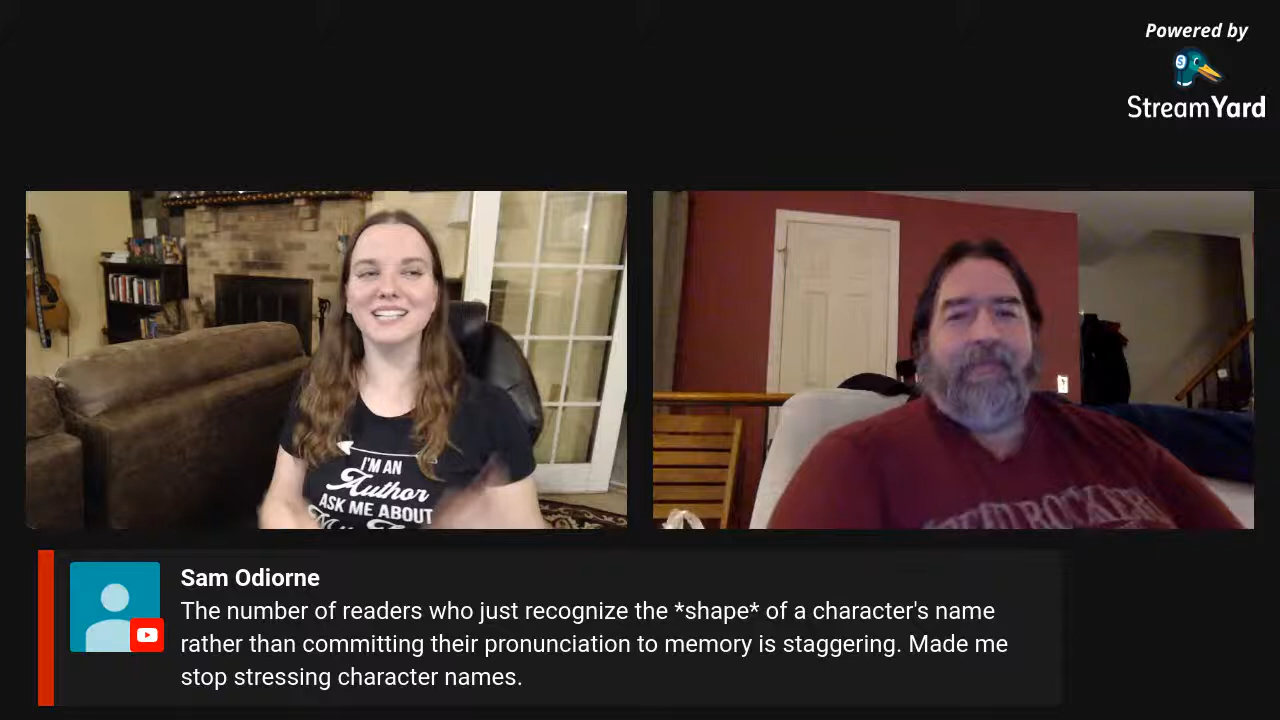 Powered by
S
StreamYard
I'M AN
Author
ASK ME ABOUT
Sam Odiorne
The number of readers who just recognize the *shape* of a character's name
rather than committing their pronunciation to memory is staggering. Made me
stop stressing character names.